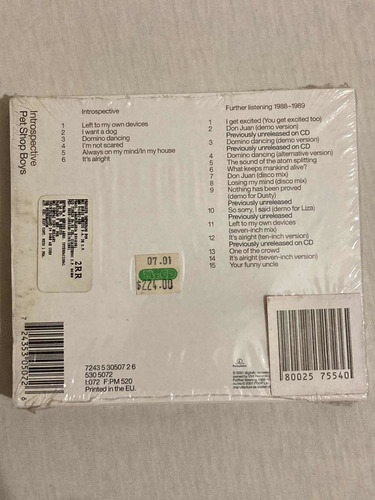 Introspective
Pet Shop Boys
Introspective
1 Left to my own devices
2 I want a dog
3 Domino dancing
4 I'm not scared
5 Always on my mind/In my house
6 It's alright
Further listening 1988–1989
1 I get excited (You get excited too)
2 Don Juan (demo version)
Previously unreleased on CD
3 Domino dancing (demo version)
Previously unreleased on CD
4 Domino dancing (alternative version)
5 The sound of the atom splitting
6 What keeps mankind alive?
7 Don Juan (disco mix)
8 Losing my mind (disco mix)
9 Nothing has been proved
(demo for Dusty)
Previously unreleased
10 So sorry, I said (demo for Liza)
Previously unreleased
11 Left to my own devices
(seven-inch mix)
12 It's alright (ten-inch version)
Previously unreleased on CD
13 One of the crowd
14 It's alright (seven-inch version)
15 Your funny uncle
2RR
07.01
$224.00
7 24353 05072 6
7243 5 30507 2 6
530 5072
I:072 F:PM 520
Printed in the EU.
80025 75540